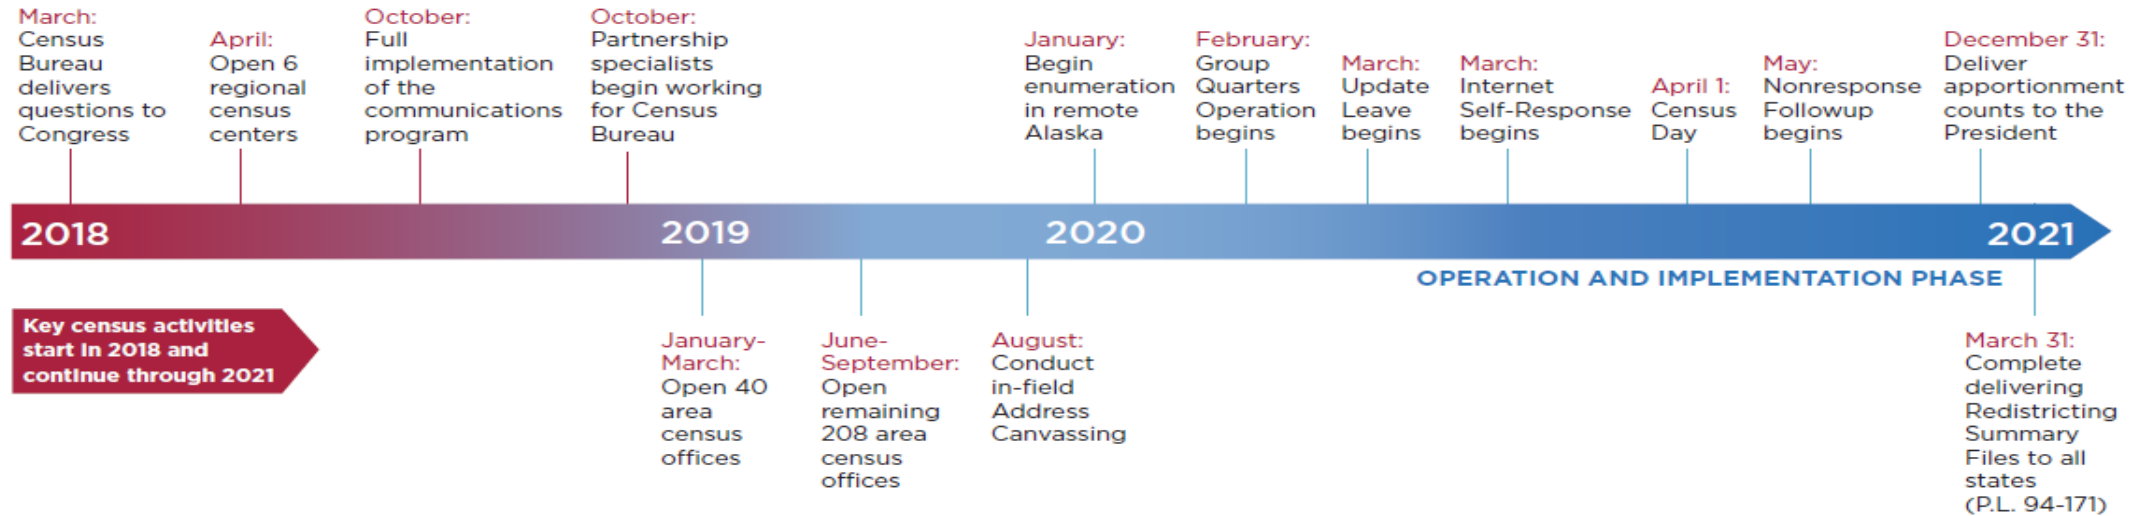 March:
Census
Bureau
delivers
questions to
Congress
April:
Open 6
regional
census
centers
October:
Full
implementation
of the
communications
program
October:
Partnership
specialists
begin working
for Census
Bureau
January:
Begin
enumeration
in remote
Alaska
February:
Group
Quarters
Operation
begins
March:
Update
Leave
begins
March:
Internet
Self-Response
begins
April 1:
Census
Day
May:
Nonresponse
Followup
begins
December 31:
Deliver
apportionment
counts to the
President
2018
2019
2020
2021
OPERATION AND IMPLEMENTATION PHASE
Key census activities
start in 2018 and
continue through 2021
January-
March:
Open 40
area
census
offices
June-
September:
Open
remaining
208 area
census
offices
August:
Conduct
in-field
Address
Canvassing
March 31:
Complete
delivering
Redistricting
Summary
Files to all
states
(P.L. 94-171)